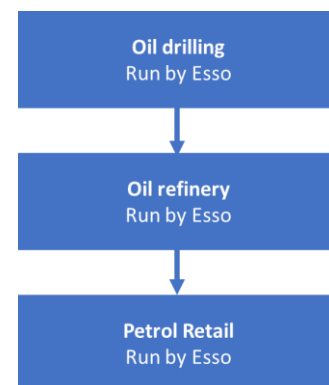 Oil drilling
Run by Esso
Oil refinery
Run by Esso
Petrol Retail
Run by Esso